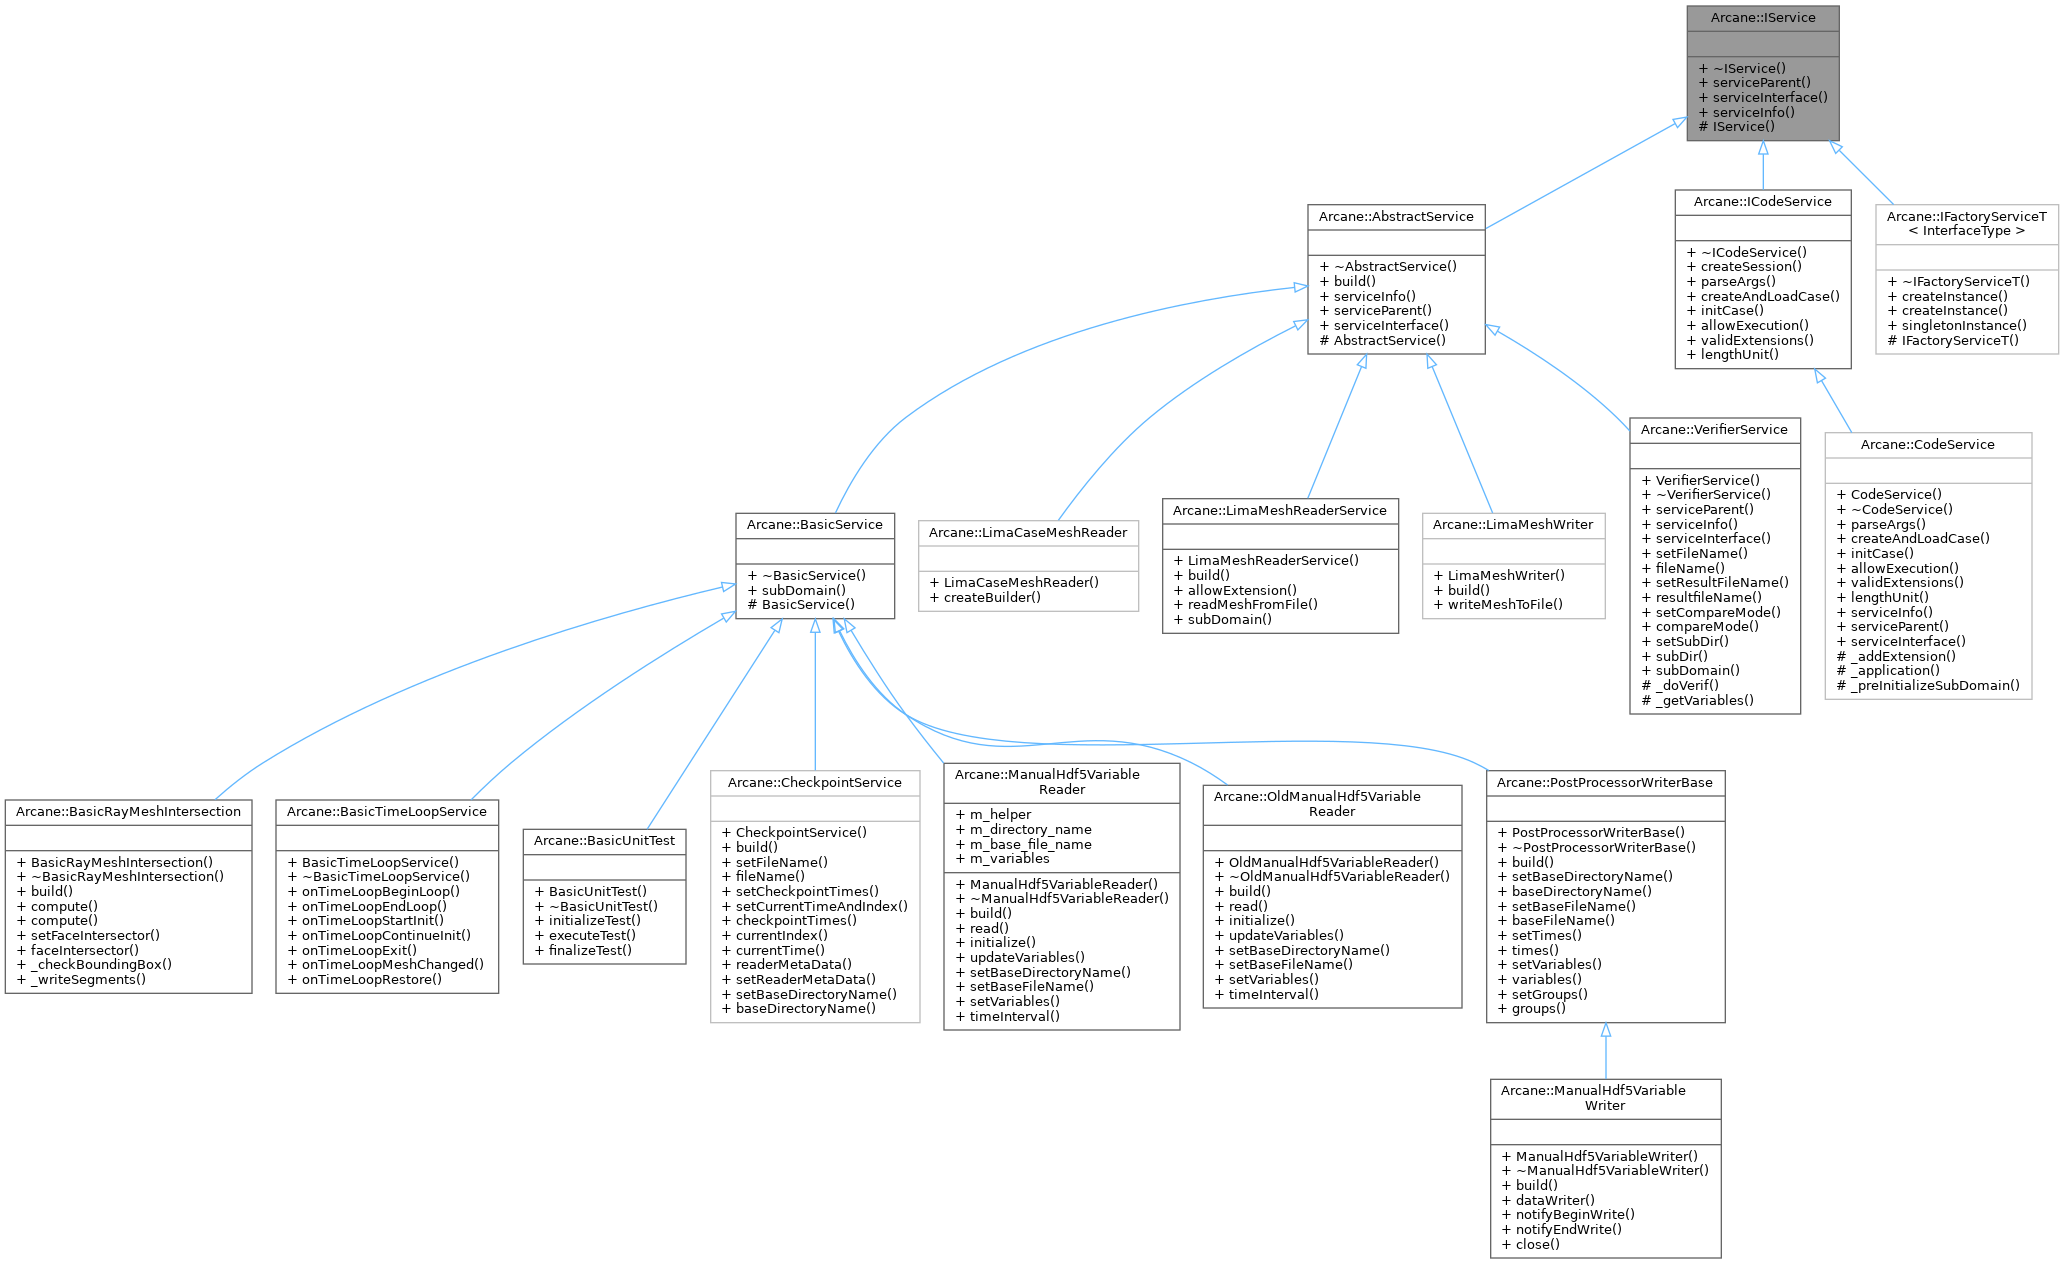 Arcane::IService
+ ~IService()
+ serviceParent()
+ serviceInterface()
+ serviceInfo()
# IService()
Arcane::AbstractService
+ ~AbstractService()
+ build()
+ serviceInfo()
+ serviceParent()
+ serviceInterface()
# AbstractService()
Arcane::ICodeService
+ ~ICodeService()
+ createSession()
+ parseArgs()
+ createAndLoadCase()
+ initCase()
+ allowExecution()
+ validExtensions()
+ lengthUnit()
Arcane::IFactoryServiceT
< InterfaceType >
+ ~IFactoryServiceT()
+ createInstance()
+ createInstance()
+ singletonInstance()
# IFactoryServiceT()
Arcane::BasicService
+ ~BasicService()
+ subDomain()
# BasicService()
Arcane::LimaCaseMeshReader
+ LimaCaseMeshReader()
+ createBuilder()
Arcane::LimaMeshReaderService
+ LimaMeshReaderService()
+ build()
+ allowExtension()
+ readMeshFromFile()
+ subDomain()
Arcane::LimaMeshWriter
+ LimaMeshWriter()
+ build()
+ writeMeshToFile()
Arcane::VerifierService
+ VerifierService()
+ ~VerifierService()
+ serviceParent()
+ serviceInfo()
+ serviceInterface()
+ setFileName()
+ fileName()
+ setResultFileName()
+ resultfileName()
+ setCompareMode()
+ compareMode()
+ setSubDir()
+ subDir()
+ subDomain()
# _doVerif()
# _getVariables()
Arcane::CodeService
+ CodeService()
+ ~CodeService()
+ parseArgs()
+ createAndLoadCase()
+ initCase()
+ allowExecution()
+ validExtensions()
+ lengthUnit()
+ serviceInfo()
+ serviceParent()
+ serviceInterface()
# _addExtension()
# _application()
# _preInitializeSubDomain()
Arcane::BasicRayMeshIntersection
+ BasicRayMeshIntersection()
+ ~BasicRayMeshIntersection()
+ build()
+ compute()
+ compute()
+ setFaceIntersector()
+ faceIntersector()
+ _checkBoundingBox()
+ _writeSegments()
Arcane::BasicTimeLoopService
+ BasicTimeLoopService()
+ ~BasicTimeLoopService()
+ onTimeLoopBeginLoop()
+ onTimeLoopEndLoop()
+ onTimeLoopStartInit()
+ onTimeLoopContinueInit()
+ onTimeLoopExit()
+ onTimeLoopMeshChanged()
+ onTimeLoopRestore()
Arcane::BasicUnitTest
+ BasicUnitTest()
+ ~BasicUnitTest()
+ initializeTest()
+ executeTest()
+ finalizeTest()
Arcane::CheckpointService
+ CheckpointService()
+ build()
+ setFileName()
+ fileName()
+ setCheckpointTimes()
+ setCurrentTimeAndIndex()
+ checkpointTimes()
+ currentIndex()
+ currentTime()
+ readerMetaData()
+ setReaderMetaData()
+ setBaseDirectoryName()
+ baseDirectoryName()
Arcane::ManualHdf5Variable
Reader
+ m_helper
+ m_directory_name
+ m_base_file_name
+ m_variables
+ ManualHdf5VariableReader()
+ ~ManualHdf5VariableReader()
+ build()
+ read()
+ initialize()
+ updateVariables()
+ setBaseDirectoryName()
+ setBaseFileName()
+ setVariables()
+ timeInterval()
Arcane::OldManualHdf5Variable
Reader
+ OldManualHdf5VariableReader()
+ ~OldManualHdf5VariableReader()
+ build()
+ read()
+ initialize()
+ updateVariables()
+ setBaseDirectoryName()
+ setBaseFileName()
+ setVariables()
+ timeInterval()
Arcane::PostProcessorWriterBase
+ PostProcessorWriterBase()
+ ~PostProcessorWriterBase()
+ build()
+ setBaseDirectoryName()
+ baseDirectoryName()
+ setBaseFileName()
+ baseFileName()
+ setTimes()
+ times()
+ setVariables()
+ variables()
+ setGroups()
+ groups()
Arcane::ManualHdf5Variable
Writer
+ ManualHdf5VariableWriter()
+ ~ManualHdf5VariableWriter()
+ build()
+ dataWriter()
+ notifyBeginWrite()
+ notifyEndWrite()
+ close()